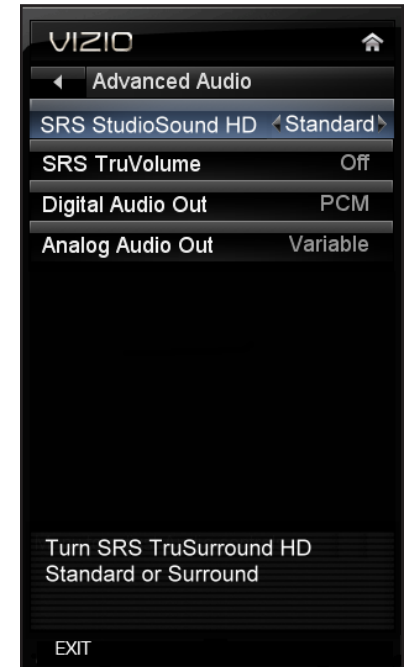 VIZIO
Advanced Audio
SRS StudioSound HD Standard
SRS TruVolume Off
Digital Audio Out PCM
Analog Audio Out Variable
Turn SRS TruSurround HD
Standard or Surround
EXIT